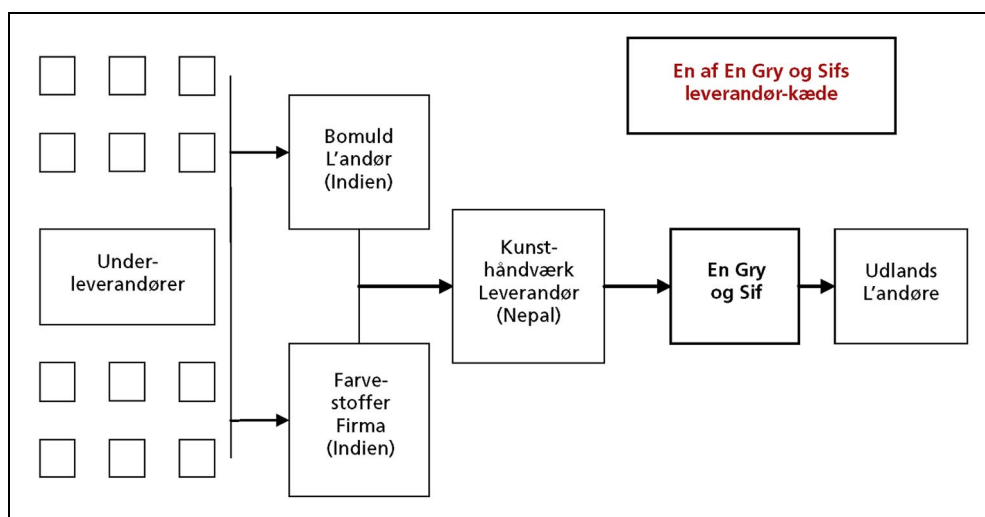 En af En Gry og Sifs
leverandør-kæde
Bomuld
L'andør
(Indien)
Under-
leverandører
Kunst-
håndværk
Leverandør
(Nepal)
En Gry
og Sif
Udlands
L'andøre
Farve-
stoffer
Firma
(Indien)